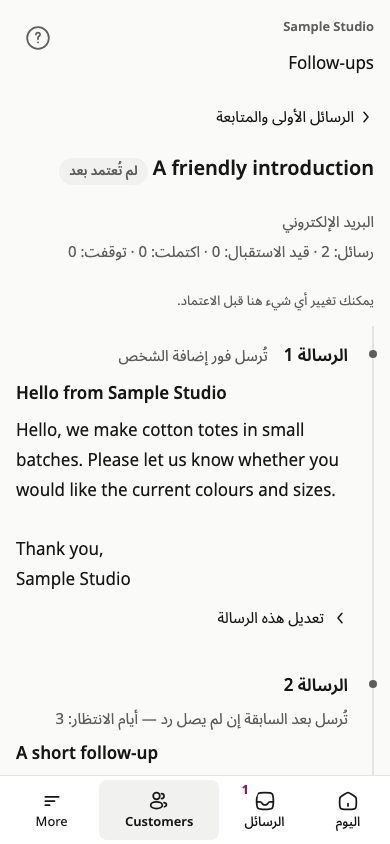 Sample Studio
Follow-ups
الرسائل الأولى والمتابعة
A friendly introduction لم تُعتمد بعد
البريد الإلكتروني
رسائل: 2 · قيد الاستقبال: 0 · اكتملت: 0 · توقفت: 0
يمكنك تغيير أي شيء هنا قبل الاعتماد.
الرسالة 1 تُرسل فور إضافة الشخص
Hello from Sample Studio
Hello, we make cotton totes in small
batches. Please let us know whether you
would like the current colours and sizes.
Thank you,
Sample Studio
تعديل هذه الرسالة
الرسالة 2
تُرسل بعد السابقة إن لم يصل رد — أيام الانتظار: 3
A short follow-up
اليوم
1
الرسائل
Customers
More